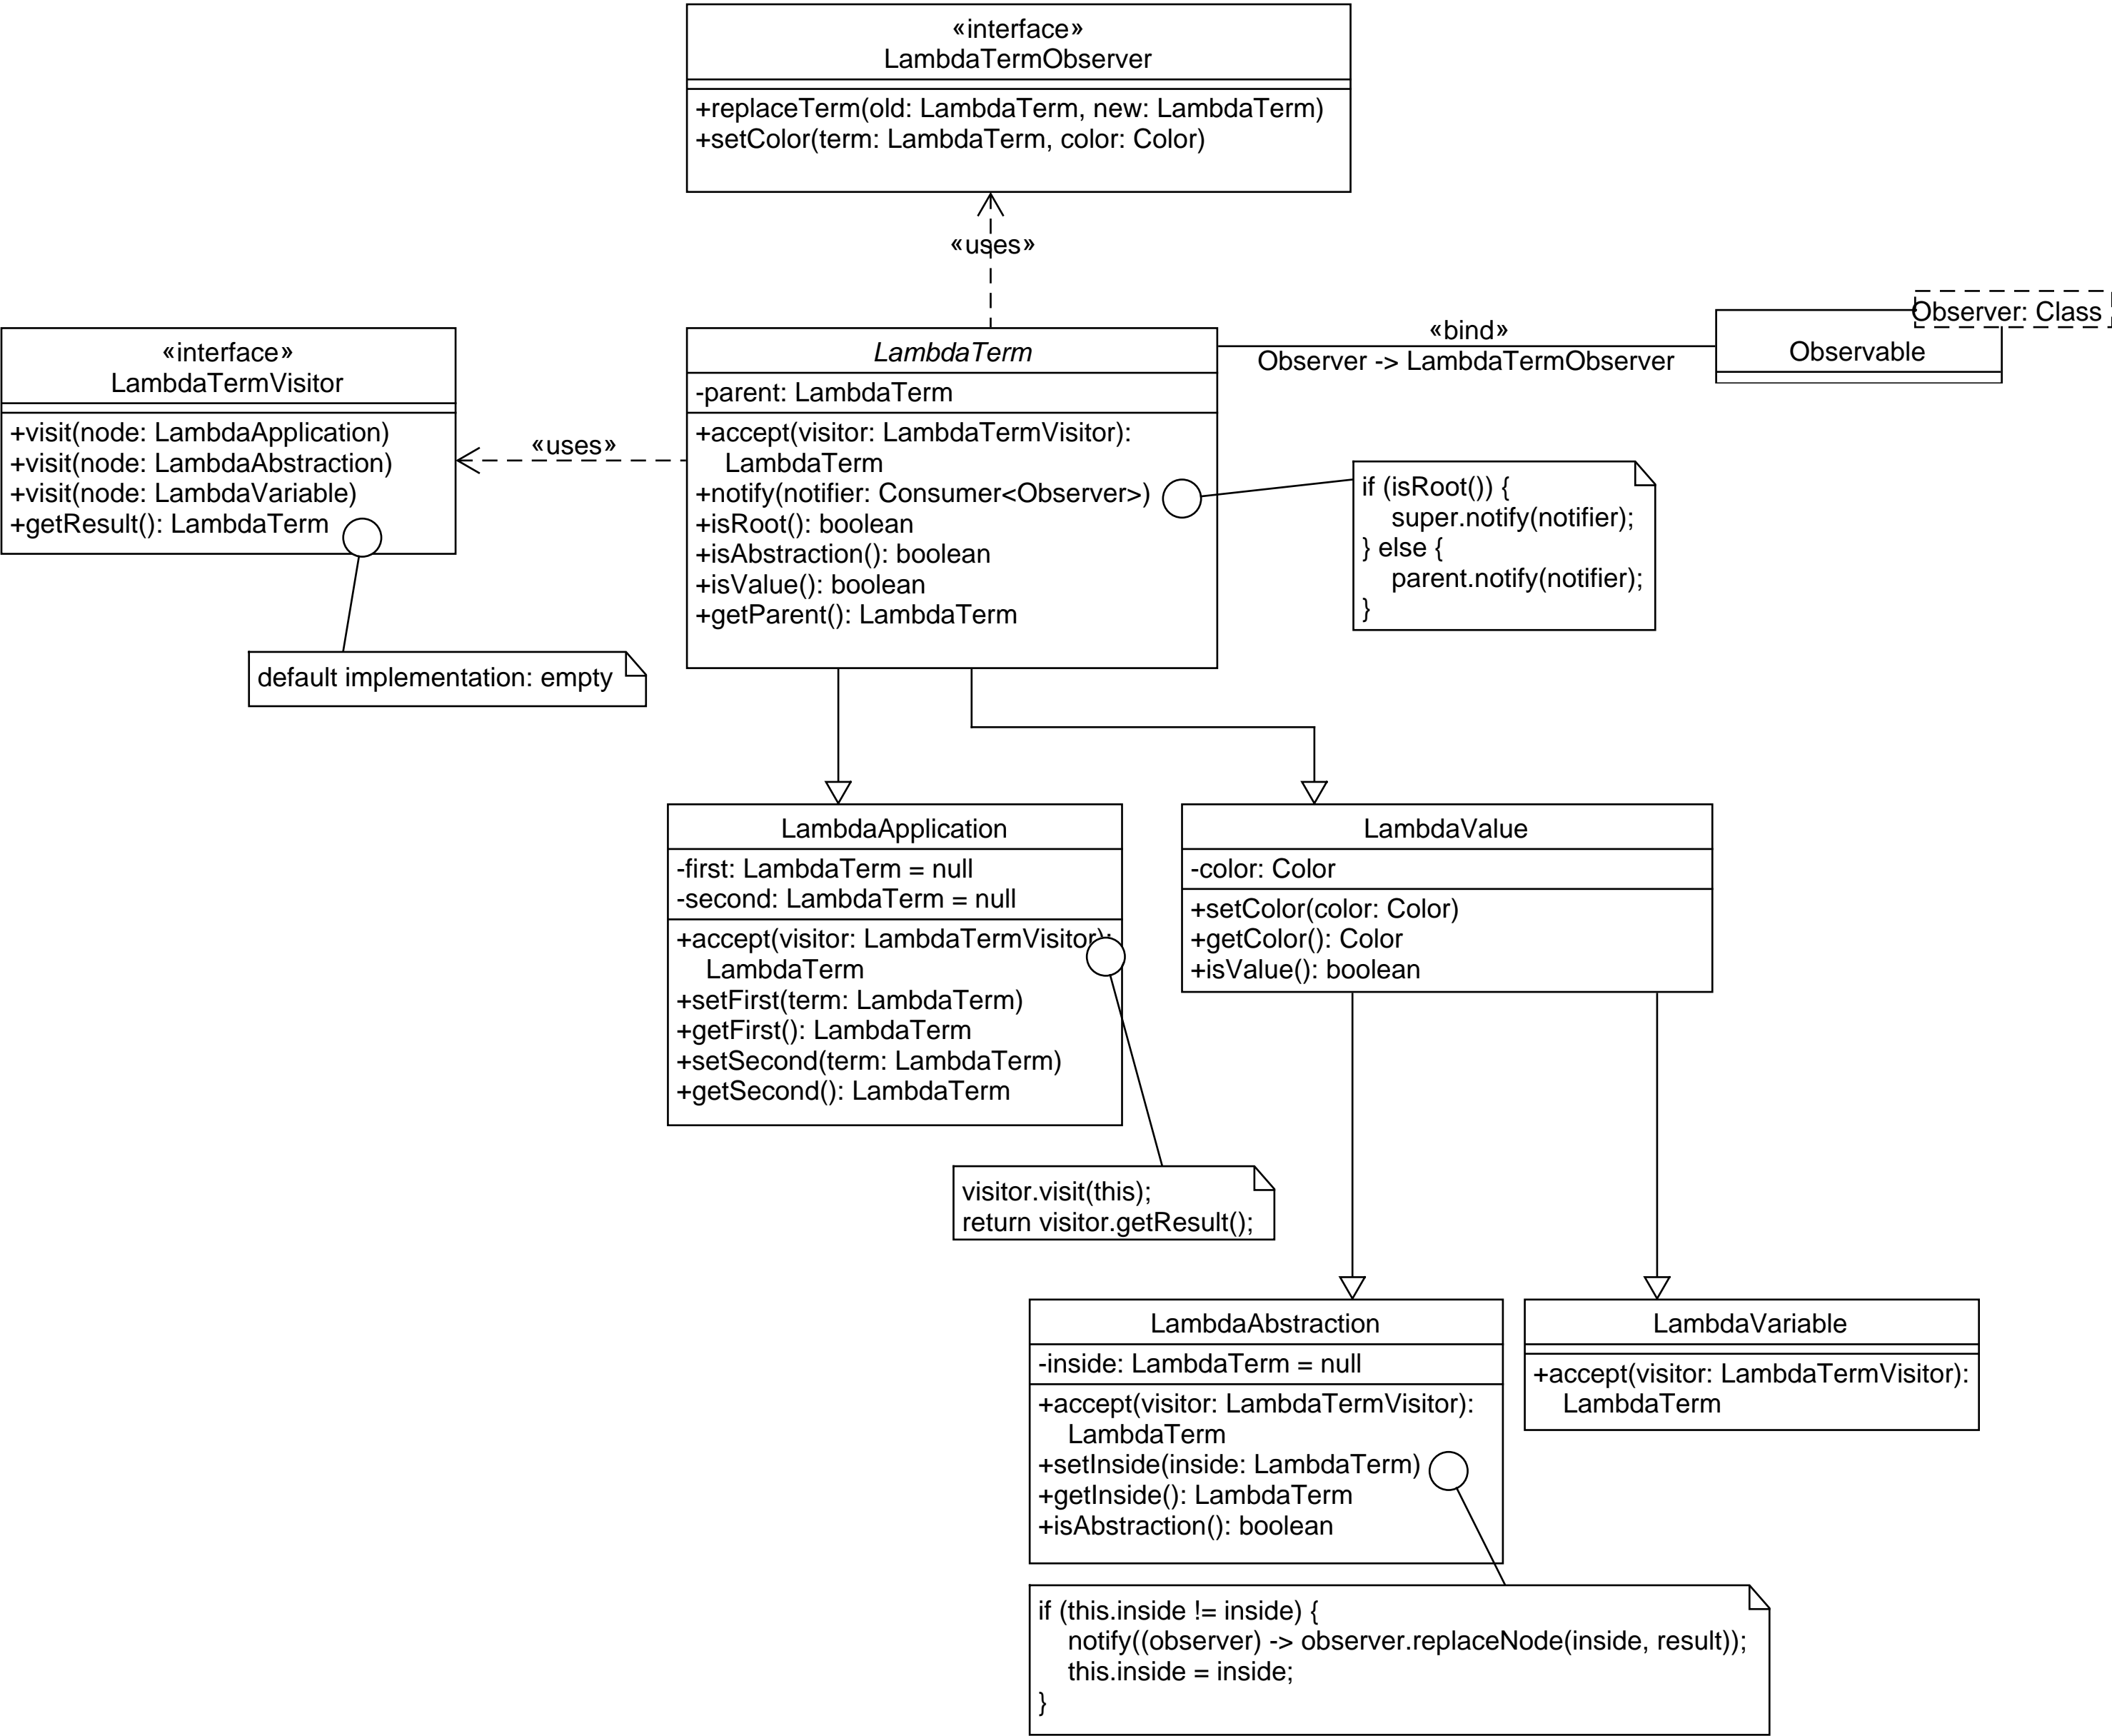 «interface»
LambdaTermObserver
+replaceTerm(old: LambdaTerm, new: LambdaTerm)
+setColor(term: LambdaTerm, color: Color)
«uses»
Observer: Class
Observable
«bind»
Observer -> LambdaTermObserver
«interface»
LambdaTermVisitor
+visit(node: LambdaApplication)
+visit(node: LambdaAbstraction)
+visit(node: LambdaVariable)
+getResult(): LambdaTerm
«uses»
LambdaTerm
-parent: LambdaTerm
+accept(visitor: LambdaTermVisitor):
LambdaTerm
+notify(notifier: Consumer<Observer>)
+isRoot(): boolean
+isAbstraction(): boolean
+isValue(): boolean
+getParent(): LambdaTerm
if (isRoot()) {
super.notify(notifier);
} else {
parent.notify(notifier);
}
default implementation: empty
LambdaApplication
-first: LambdaTerm = null
-second: LambdaTerm = null
+accept(visitor: LambdaTermVisitor):
LambdaTerm
+setFirst(term: LambdaTerm)
+getFirst(): LambdaTerm
+setSecond(term: LambdaTerm)
+getSecond(): LambdaTerm
LambdaValue
-color: Color
+setColor(color: Color)
+getColor(): Color
+isValue(): boolean
visitor.visit(this);
return visitor.getResult();
LambdaAbstraction
-inside: LambdaTerm = null
+accept(visitor: LambdaTermVisitor):
LambdaTerm
+setInside(inside: LambdaTerm)
+getInside(): LambdaTerm
+isAbstraction(): boolean
LambdaVariable
+accept(visitor: LambdaTermVisitor):
LambdaTerm
if (this.inside != inside) {
notify((observer) -> observer.replaceNode(inside, result));
this.inside = inside;
}